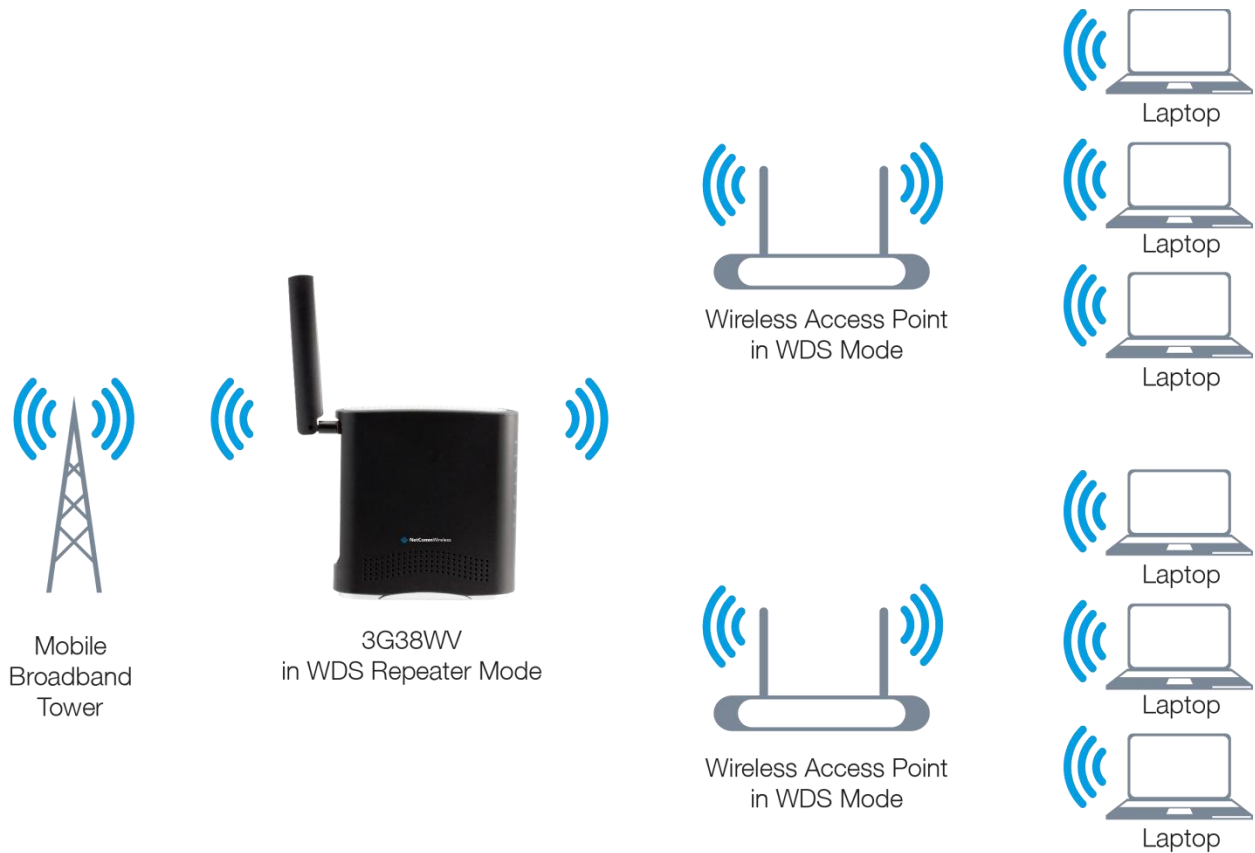 Laptop
Laptop
Laptop
Wireless Access Point
in WDS Mode
NetCommWireless
Mobile
Broadband
Tower
3G38WV
in WDS Repeater Mode
Laptop
Laptop
Laptop
Wireless Access Point
in WDS Mode